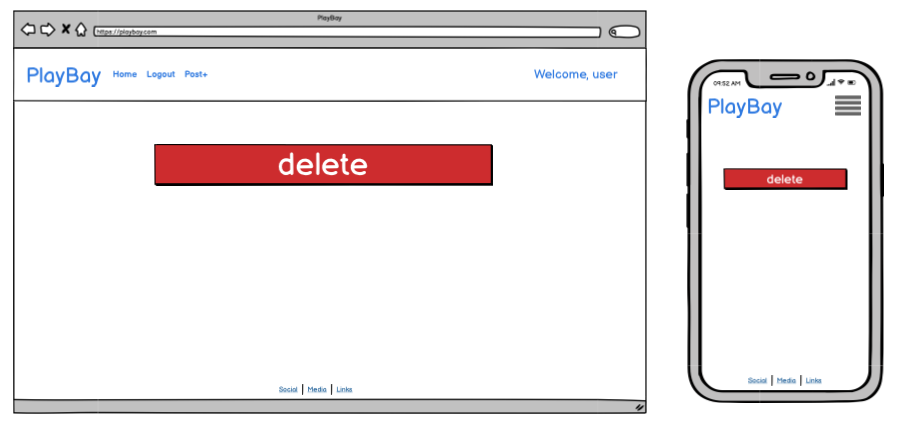 PlayBay
https://playbay.com
PlayBay Home Logout Post+ Welcome, user
delete
Social | Media | Links
09:52 AM
PlayBay
delete
Social | Media | Links